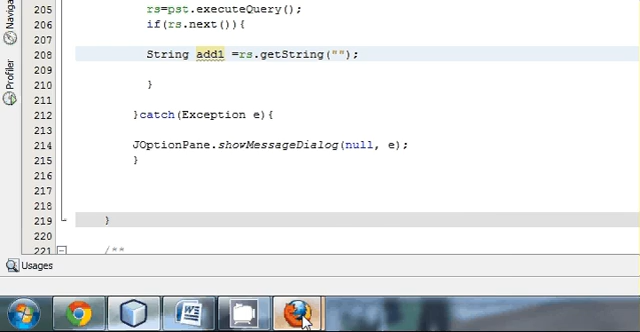 Naviga
Profiler
205 rs=pst.executeQuery();
206 if(rs.next()){
207
208 String add1 =rs.getString("");
209
210 }
211
212 }catch(Exception e){
213
214 JOptionPane.showMessageDialog(null, e);
215 }
216
217
218
219 }
220
221 /**
Usages
W